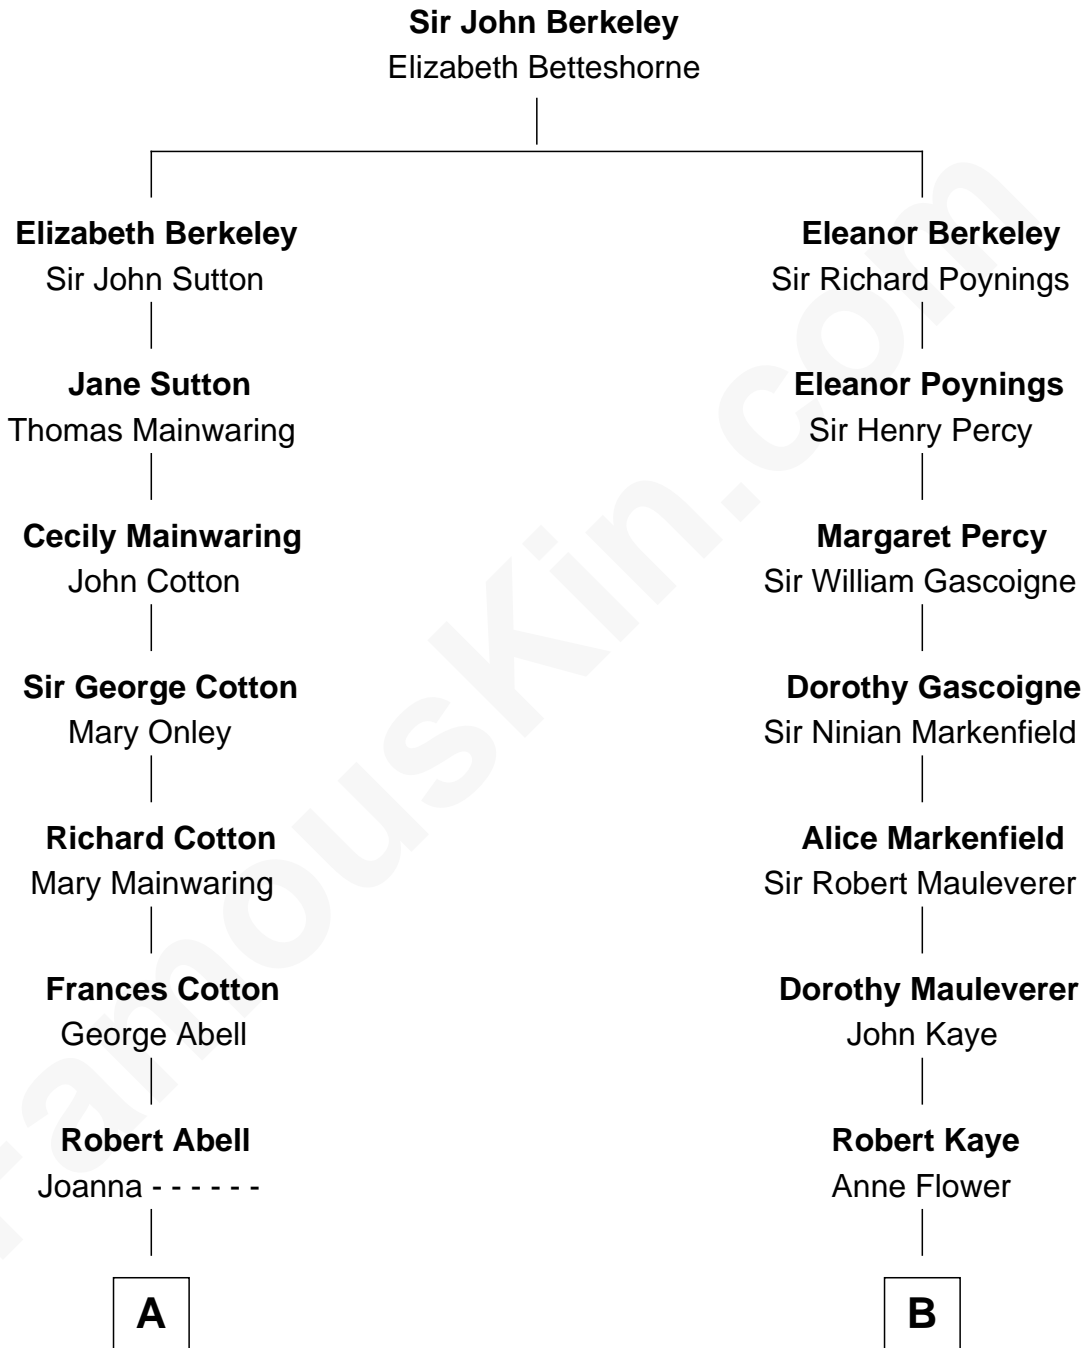 Sir John Berkeley
Elizabeth Betteshorne
Elizabeth Berkeley
Sir John Sutton
Eleanor Berkeley
Sir Richard Poynings
Jane Sutton
Thomas Mainwaring
Eleanor Poynings
Sir Henry Percy
Cecily Mainwaring
John Cotton
Margaret Percy
Sir William Gascoigne
Sir George Cotton
Mary Onley
Dorothy Gascoigne
Sir Ninian Markenfield
Richard Cotton
Mary Mainwaring
Alice Markenfield
Sir Robert Mauleverer
Frances Cotton
George Abell
Dorothy Mauleverer
John Kaye
Robert Abell
Joanna - - - - - -
Robert Kaye
Anne Flower
A
B
FamousKin.com